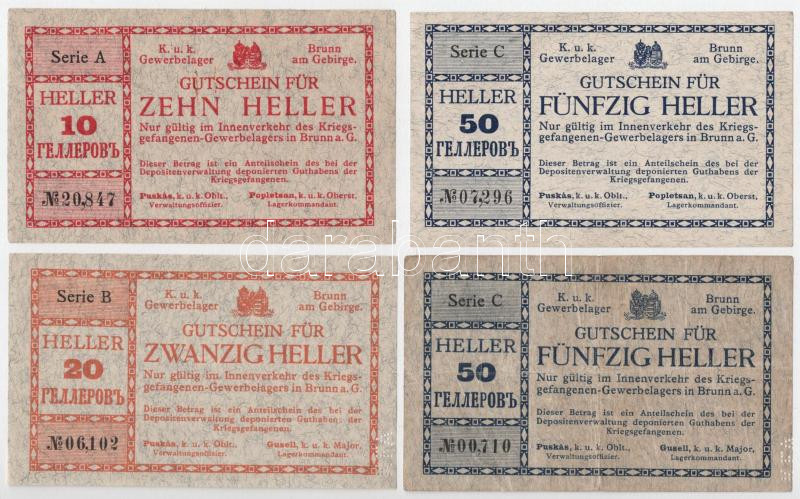 Serie A
HELLER
10
ГЕЛЛЕРОВЪ
№20,847
K. u. k.
Gewerbelager
Brunn
am Gebirge.
GUTSCHEIN FÜR
ZEHN HELLER
Nur gültig im Innenverkehr des Kriegs-
gefangenen-Gewerbelagers in Brunn a. G.
Dieser Betrag ist ein Anteilschein des bei der
Depositenverwaltung deponierten Guthabens der
Kriegsgefangenen.
Puskás, k. u. k. Oblt.,
Verwaltungsoffizier.
Popletsan, k. u. k. Oberst.
Lagerkommandant.
Serie C
HELLER
50
ГЕЛЛЕРОВЪ
№07,296
K. u. k.
Gewerbelager
Brunn
am Gebirge.
GUTSCHEIN FÜR
FÜNFZIG HELLER
Nur gültig im Innenverkehr des Kriegs-
gefangenen-Gewerbelagers in Brunn a. G.
Dieser Betrag ist ein Anteilschein des bei der
Depositenverwaltung deponierten Guthabens der
Kriegsgefangenen.
Puskás, k. u. k. Oblt.,
Verwaltungsoffizier.
Popletsan, k. u. k. Oberst.
Lagerkommandant.
darabanth
Serie B
HELLER
20
ГЕЛЛЕРОВЪ
№06,102
K. u. k.
Gewerbelager
Brunn
am Gebirge.
GUTSCHEIN FÜR
ZWANZIG HELLER
Nur gültig im Innenverkehr des Kriegs-
gefangenen-Gewerbelagers in Brunn a. G.
Dieser Betrag ist ein Anteilschein des bei der
Depositenverwaltung deponierten Guthabens der
Kriegsgefangenen.
Puskás, k. u. k. Oblt.,
Verwaltungsoffizier.
Gusell, k. u. k. Major,
Lagerkommandant.
Serie C
HELLER
50
ГЕЛЛЕРОВЪ
№00,710
K. u. k.
Gewerbelager
Brunn
am Gebirge.
GUTSCHEIN FÜR
FÜNFZIG HELLER
Nur gültig im Innenverkehr des Kriegs-
gefangenen-Gewerbelagers in Brunn a. G.
Dieser Betrag ist ein Anteilschein des bei der
Depositenverwaltung deponierten Guthabens der
Kriegsgefangenen.
Puskás, k. u. k. Oblt.,
Verwaltungsoffizier.
Gusell, k. u. k. Major,
Lagerkommandant.